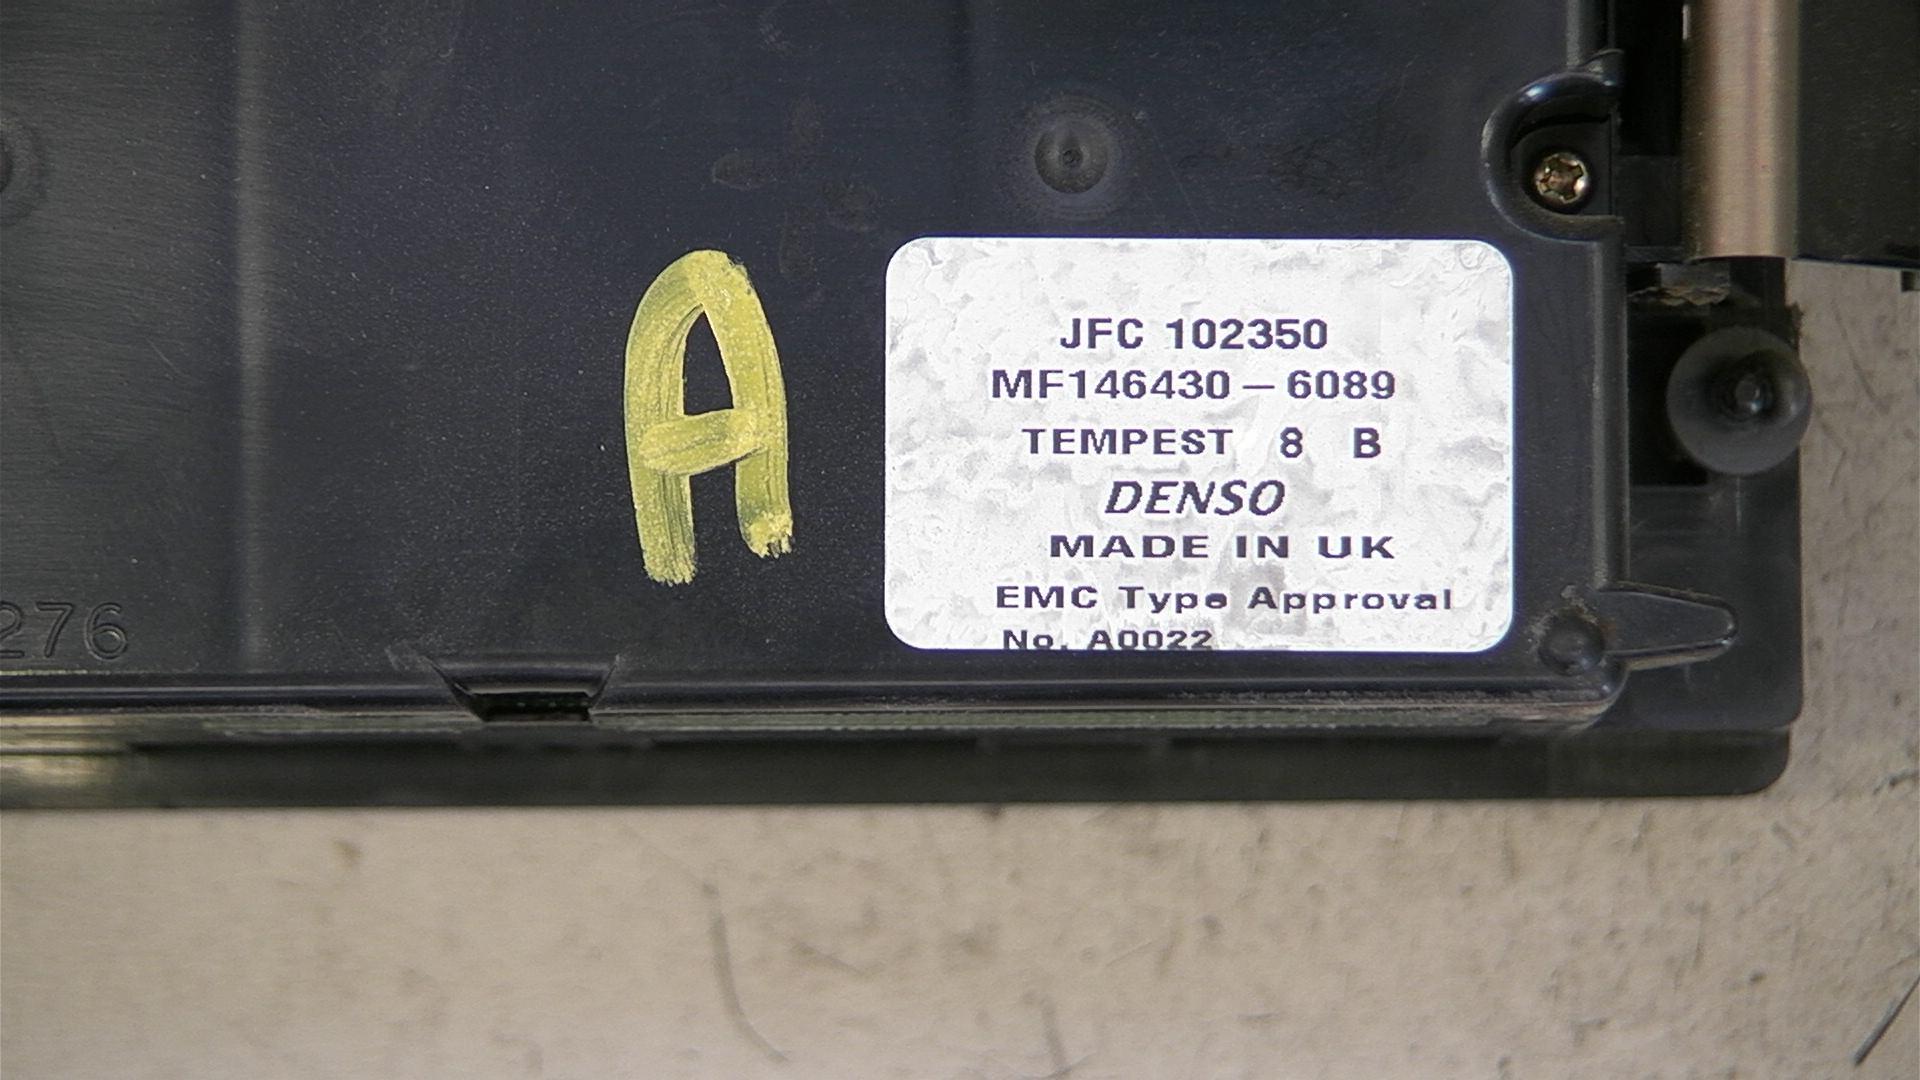 A
JFC 102350
MF146430-6089
TEMPEST 8 B
DENSO
MADE IN UK
EMC Type Approval
No. A0022
276